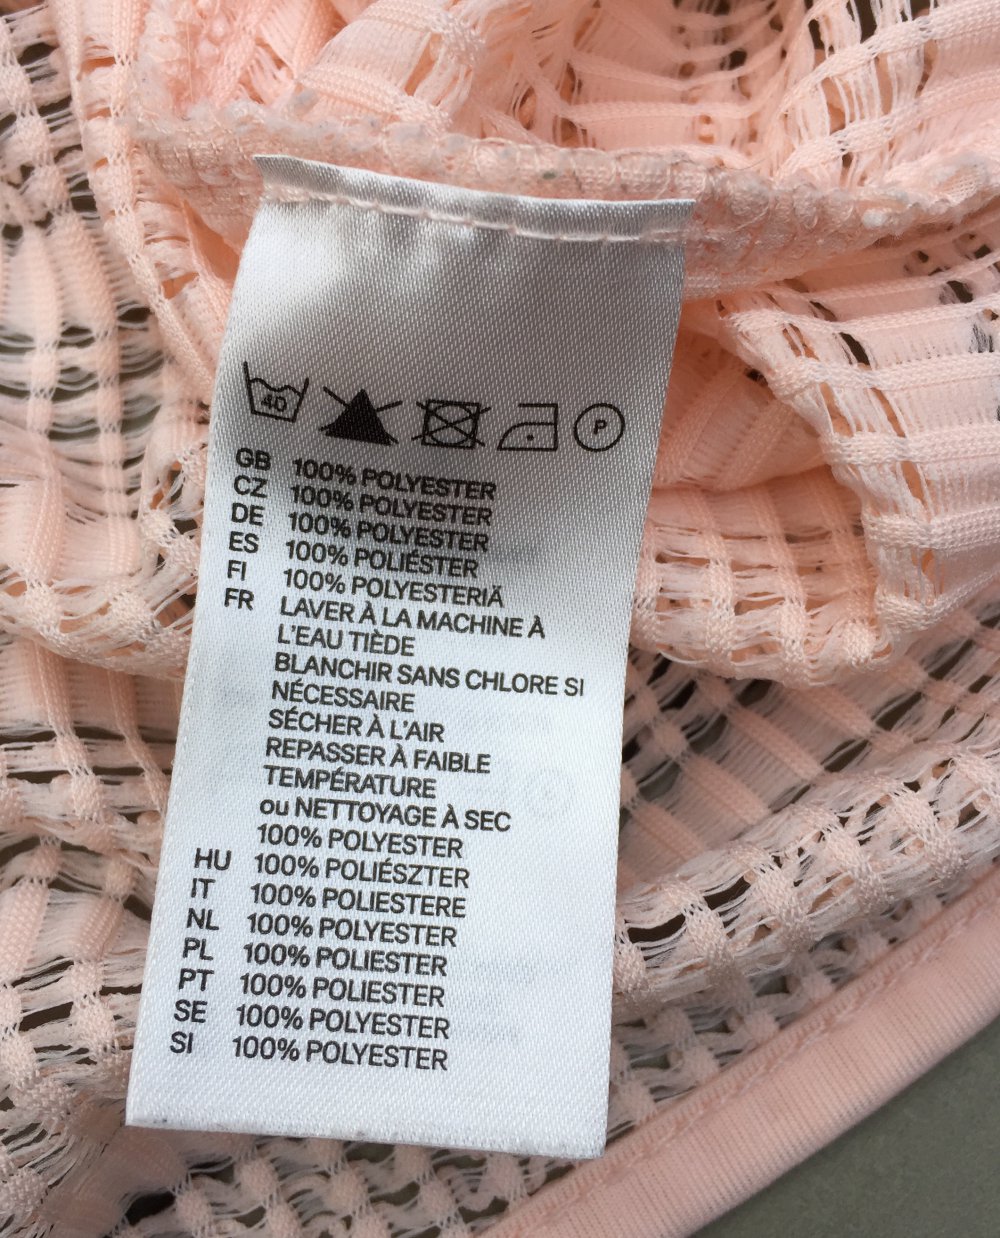 40 P
GB 100% POLYESTER
CZ 100% POLYESTER
DE 100% POLYESTER
ES 100% POLIÉSTER
FI 100% POLYESTERIÄ
FR LAVER À LA MACHINE À
L'EAU TIÈDE
BLANCHIR SANS CHLORE SI
NÉCESSAIRE
SÉCHER À L'AIR
REPASSER À FAIBLE
TEMPÉRATURE
ou NETTOYAGE À SEC
100% POLYESTER
HU 100% POLIÉSZTER
IT 100% POLIESTERE
NL 100% POLYESTER
PL 100% POLIESTER
PT 100% POLIESTER
SE 100% POLYESTER
SI 100% POLYESTER